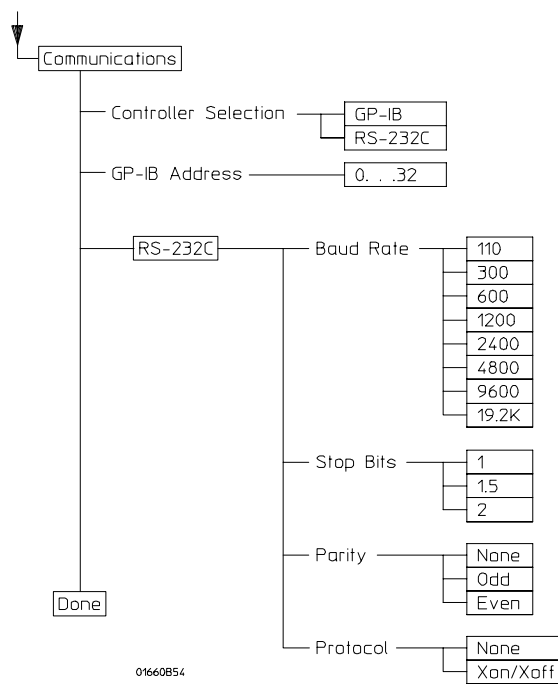 Communications
Controller Selection
GP-IB
RS-232C
GP-IB Address
0. . .32
RS-232C
Baud Rate
110
300
600
1200
2400
4800
9600
19.2K
Stop Bits
1
1.5
2
Parity
None
Odd
Even
Done
Protocol
None
Xon/Xoff
01660B54